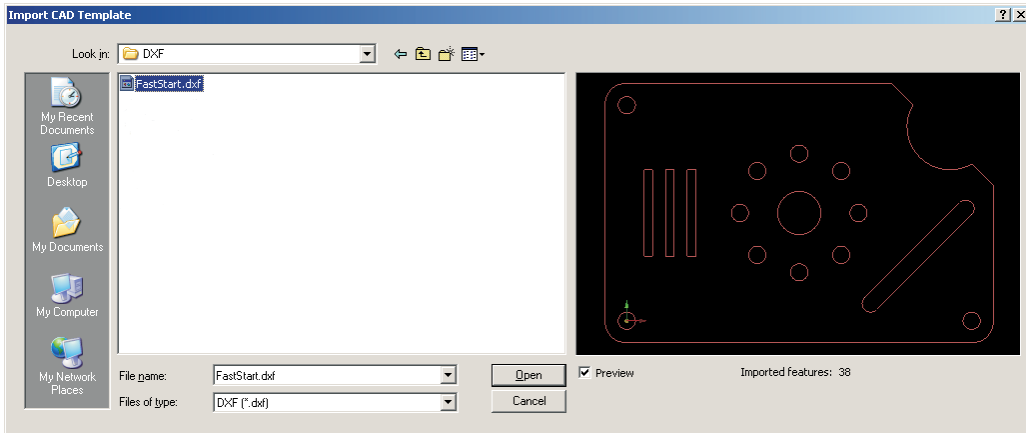 Import CAD Template
Look in: DXF
FastStart.dxf
My Recent
Documents
Desktop
My Documents
My Computer
My Network
Places
File name: FastStart.dxf Open Preview Imported features: 38
Files of type: DXF (*.dxf) Cancel